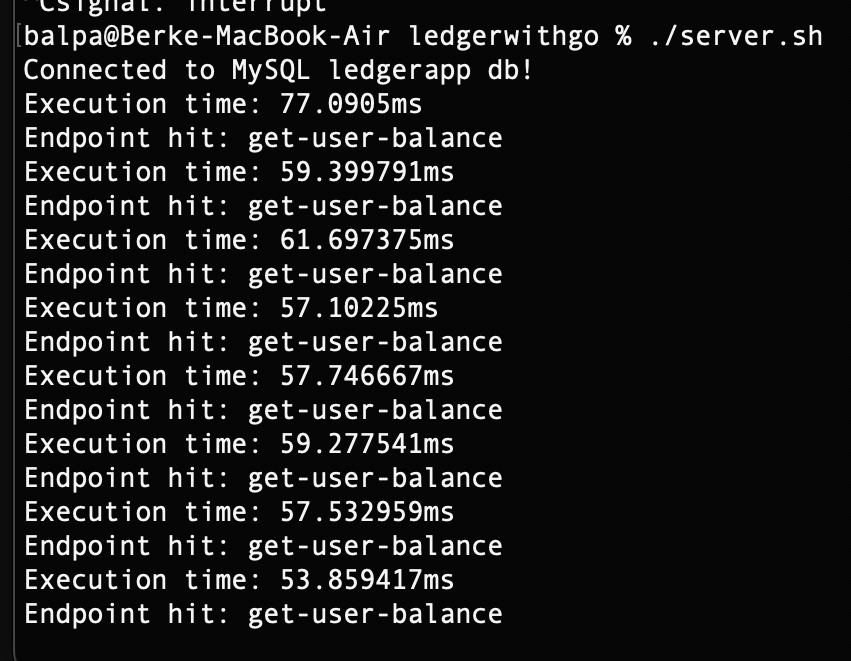 ^Csignal: interrupt
[balpa@Berke-MacBook-Air ledgerwithgo % ./server.sh
Connected to MySQL ledgerapp db!
Execution time: 77.0905ms
Endpoint hit: get-user-balance
Execution time: 59.399791ms
Endpoint hit: get-user-balance
Execution time: 61.697375ms
Endpoint hit: get-user-balance
Execution time: 57.10225ms
Endpoint hit: get-user-balance
Execution time: 57.746667ms
Endpoint hit: get-user-balance
Execution time: 59.277541ms
Endpoint hit: get-user-balance
Execution time: 57.532959ms
Endpoint hit: get-user-balance
Execution time: 53.859417ms
Endpoint hit: get-user-balance